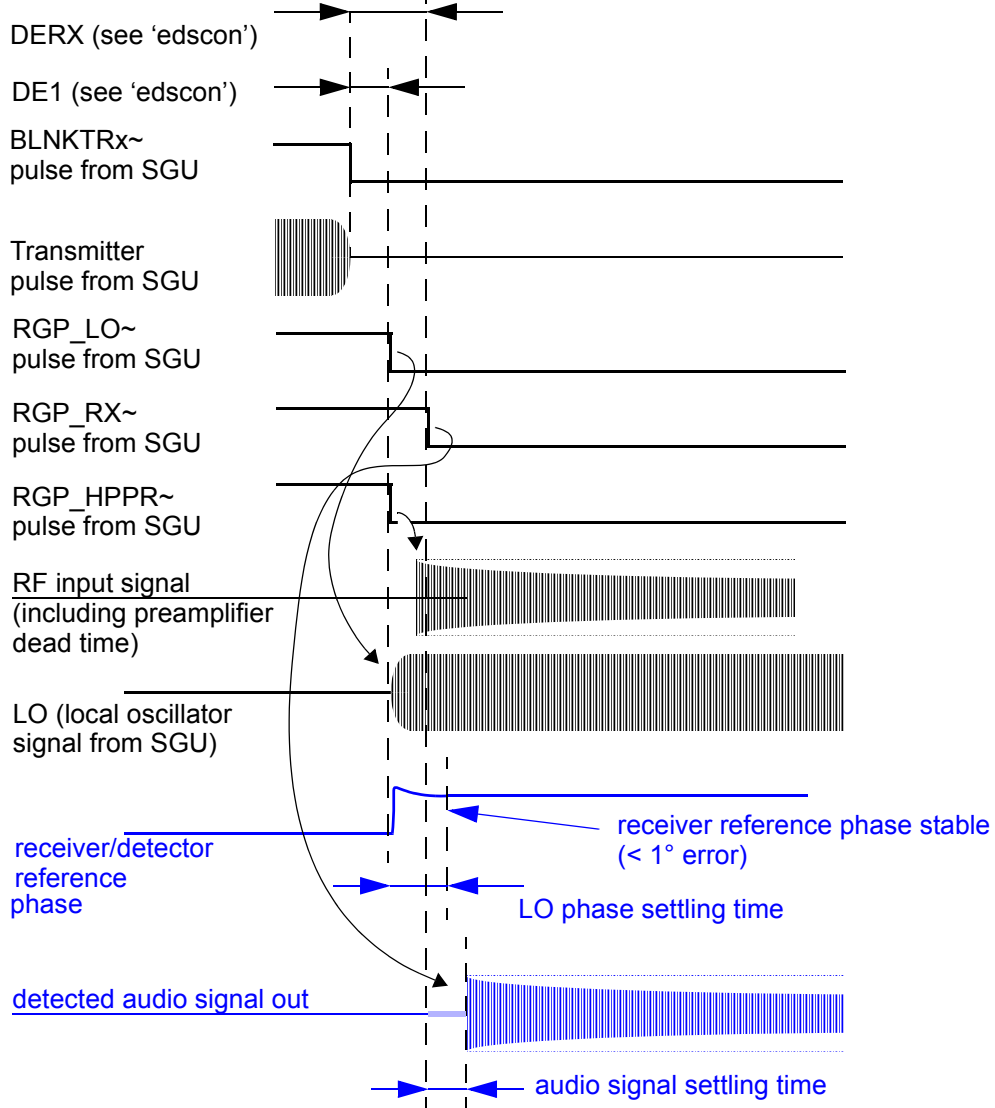 DERX (see ‘edscon’)
DE1 (see ‘edscon’)
BLNKTRx~
pulse from SGU
Transmitter
pulse from SGU
RGP_LO~
pulse from SGU
RGP_RX~
pulse from SGU
RGP_HPPR~
pulse from SGU
RF input signal
(including preamplifier
dead time)
LO (local oscillator
signal from SGU)
receiver/detector
reference
phase
receiver reference phase stable
(< 1° error)
LO phase settling time
detected audio signal out
audio signal settling time